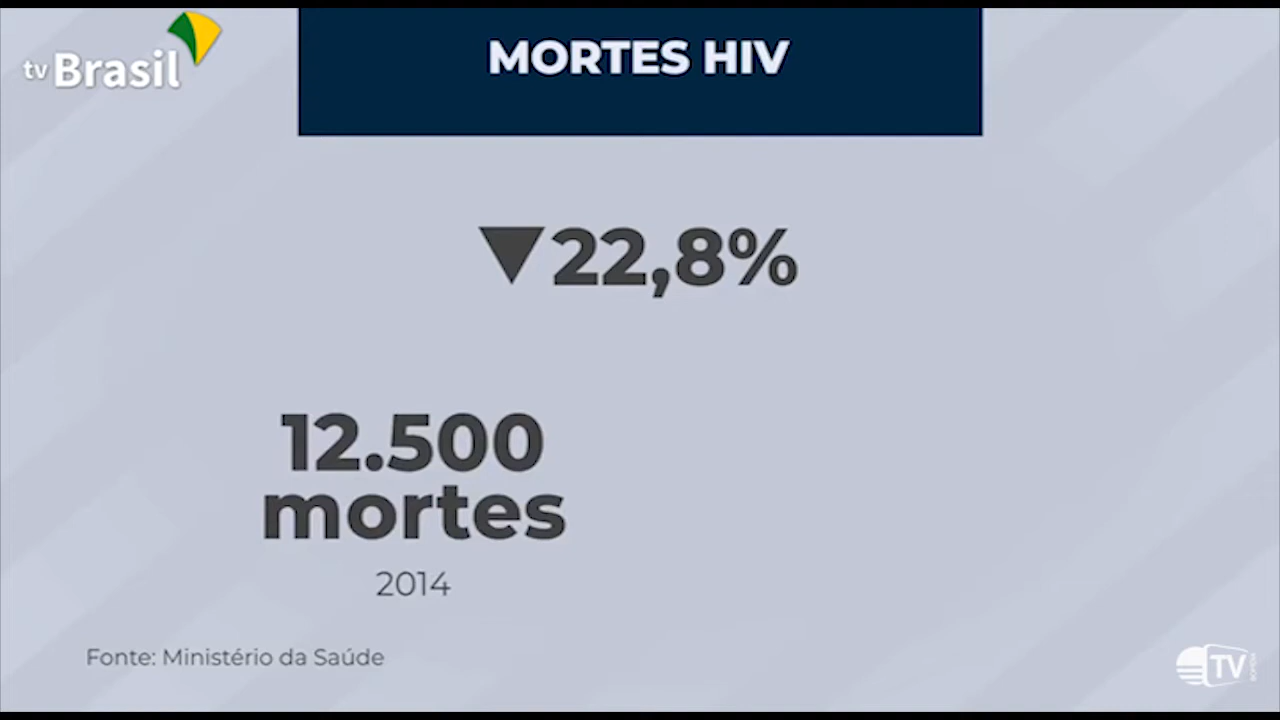 tv Brasil
MORTES HIV
▼22,8%
12.500
mortes
2014
Fonte: Ministério da Saúde
TV